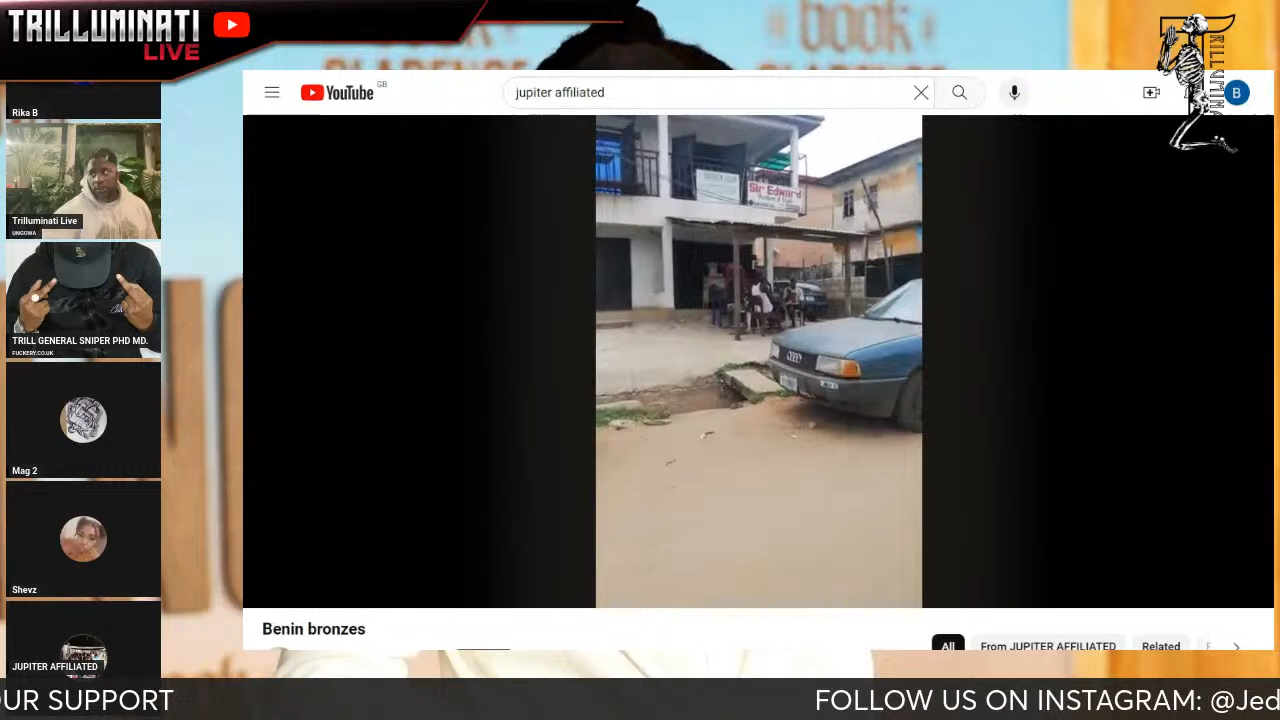 TRILLUMINATI
LIVE
book
Rika B
Trilluminati Live
UNGOWA
TRILL GENERAL SNIPER PHD MD.
FUCKERY.CO.UK
Mag 2
Shevz
JUPITER AFFILIATED
YouTube
GB
jupiter affiliated
B
Sir Edward
Benin bronzes
All
From JUPITER AFFILIATED
Related
OUR SUPPORT
FOLLOW US ON INSTAGRAM: @Jed